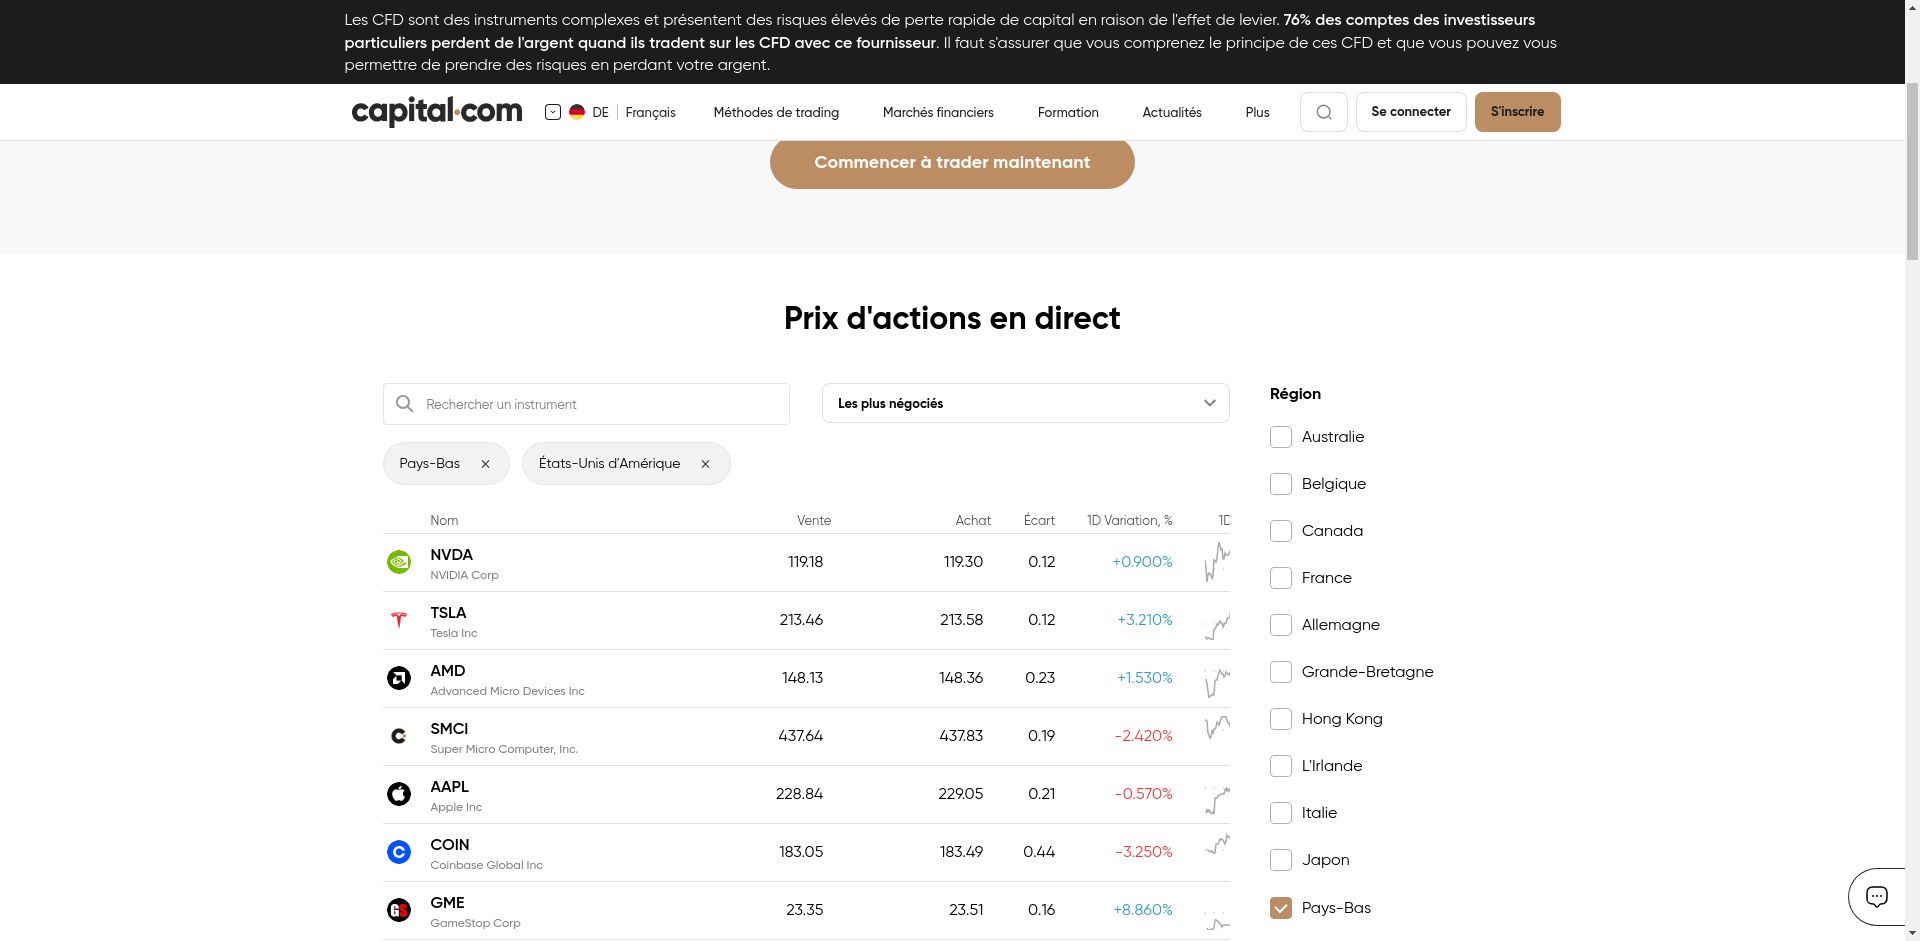 Les CFD sont des instruments complexes et présentent des risques élevés de perte rapide de capital en raison de l'effet de levier. 76% des comptes des investisseurs
particuliers perdent de l'argent quand ils tradent sur les CFD avec ce fournisseur. Il faut s'assurer que vous comprenez le principe de ces CFD et que vous pouvez vous
permettre de prendre des risques en perdant votre argent.
capital.com DE Français Méthodes de trading Marchés financiers Formation Actualités Plus Se connecter S'inscrire
Commencer à trader maintenant
Prix d'actions en direct
Rechercher un instrument
Les plus négociés
Pays-Bas
États-Unis d'Amérique
Nom Vente Achat Écart 1D Variation, % 1D
NVDA
NVIDIA Corp
119.18 119.30 0.12 +0.900%
TSLA
Tesla Inc
213.46 213.58 0.12 +3.210%
AMD
Advanced Micro Devices Inc
148.13 148.36 0.23 +1.530%
SMCI
Super Micro Computer, Inc.
437.64 437.83 0.19 -2.420%
AAPL
Apple Inc
228.84 229.05 0.21 -0.570%
COIN
Coinbase Global Inc
183.05 183.49 0.44 -3.250%
GME
GameStop Corp
23.35 23.51 0.16 +8.860%
Région
Australie
Belgique
Canada
France
Allemagne
Grande-Bretagne
Hong Kong
L'Irlande
Italie
Japon
Pays-Bas